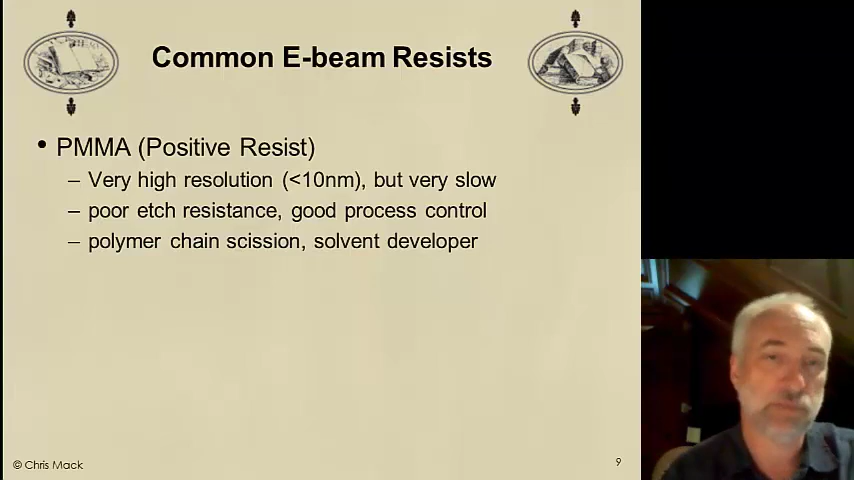 Common E-beam Resists
• PMMA (Positive Resist)
– Very high resolution (<10nm), but very slow
– poor etch resistance, good process control
– polymer chain scission, solvent developer
© Chris Mack
9